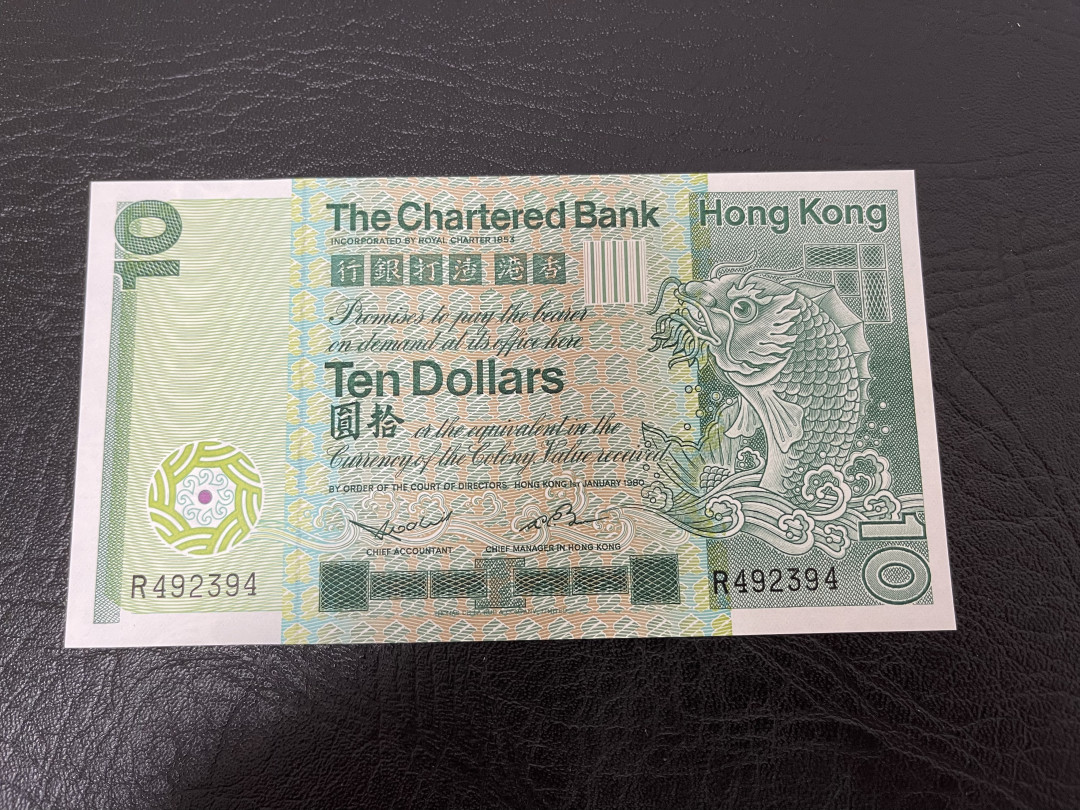 10
The Chartered Bank
Hong Kong
INCORPORATED BY ROYAL CHARTER 1853
行銀打渣港香
Promises to pay the bearer
on demand at its office here
Ten Dollars
圓拾 or the equivalent in the
Currency of the Colony, Value received
BY ORDER OF THE COURT OF DIRECTORS HONG KONG 1ST JANUARY 1980
CHIEF ACCOUNTANT CHIEF MANAGER IN HONG KONG
R492394 R492394
10